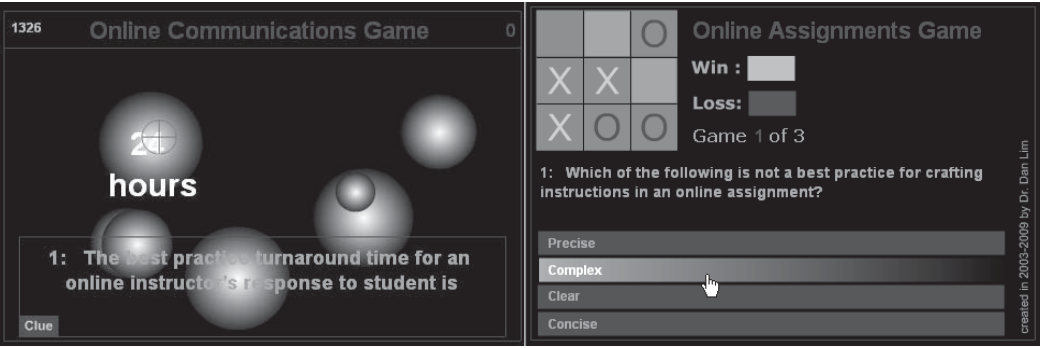 1326
Online Communications Game
0
24
hours
1: The best practice turnaround time for an
online instructor's response to student is
Clue
O
X X
X O O
Online Assignments Game
Win :
Loss:
Game 1 of 3
1: Which of the following is not a best practice for crafting
instructions in an online assignment?
Precise
Complex
Clear
Concise
created in 2003-2009 by Dr. Dan Lim